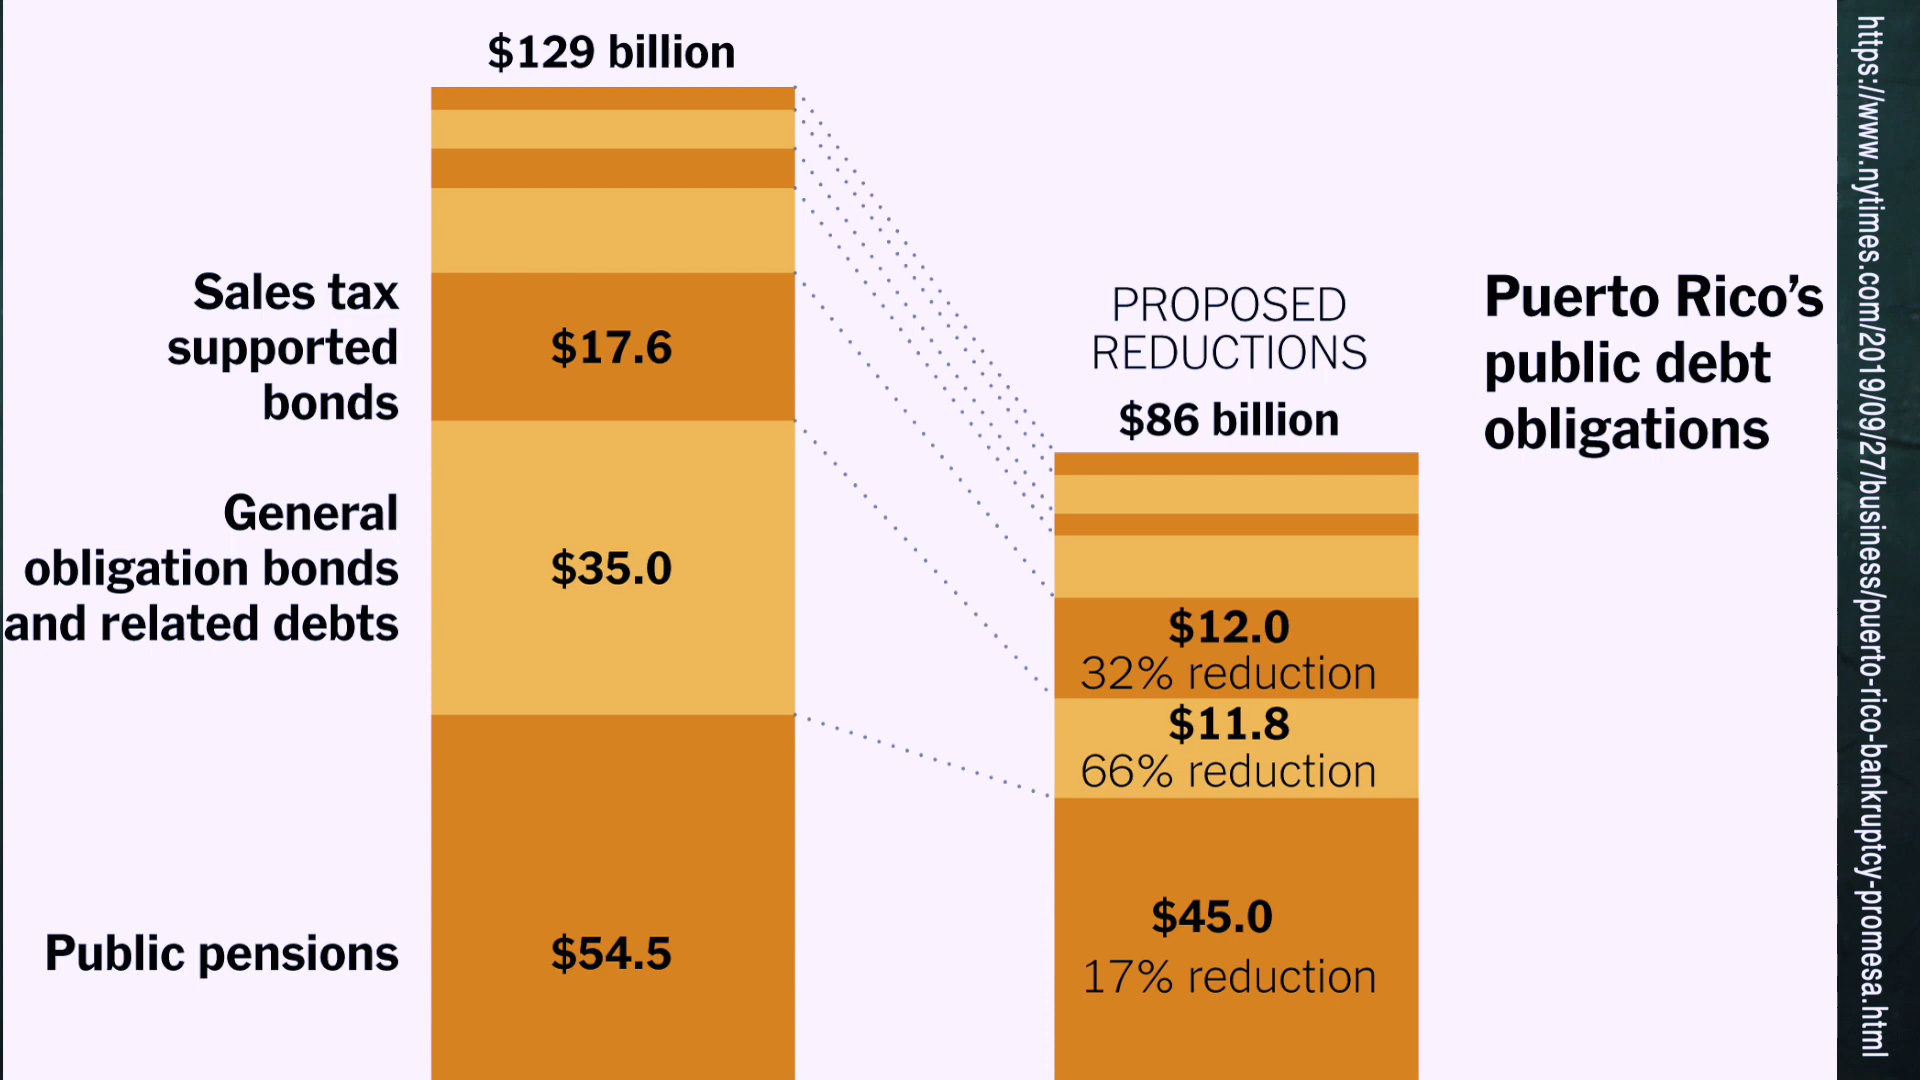 $129 billion
Sales tax
supported
bonds
$17.6
General
obligation bonds
and related debts
$35.0
Public pensions
$54.5
PROPOSED
REDUCTIONS
$86 billion
$12.0
32% reduction
$11.8
66% reduction
$45.0
17% reduction
Puerto Rico’s
public debt
obligations
https://www.nytimes.com/2019/09/27/business/puerto-rico-bankruptcy-promesa.html